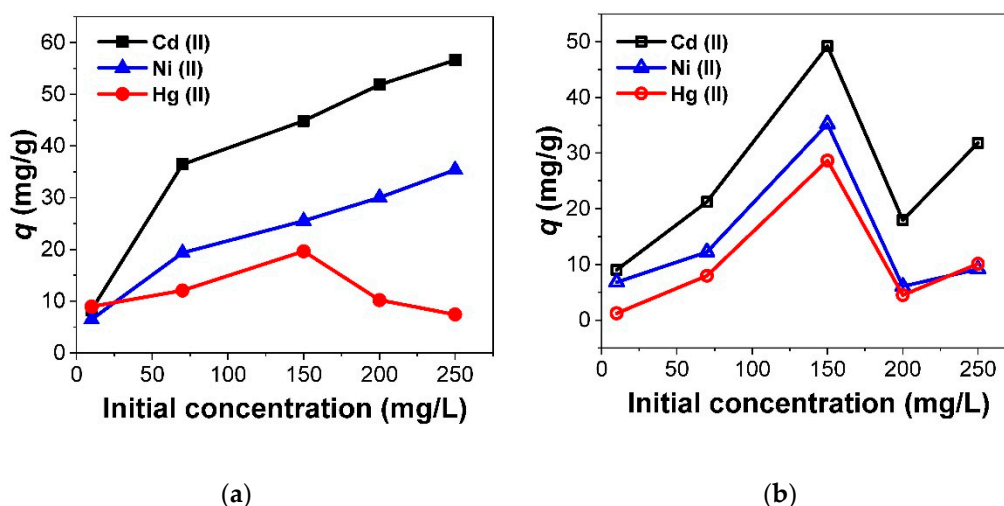 60
50
40
30
20
10
0
q (mg/g)
Cd (II)
Ni (II)
Hg (II)
0 50 100 150 200 250
Initial concentration (mg/L)
(a)
50
40
30
20
10
0
q (mg/g)
Cd (II)
Ni (II)
Hg (II)
0 50 100 150 200 250
Initial concentration (mg/L)
(b)